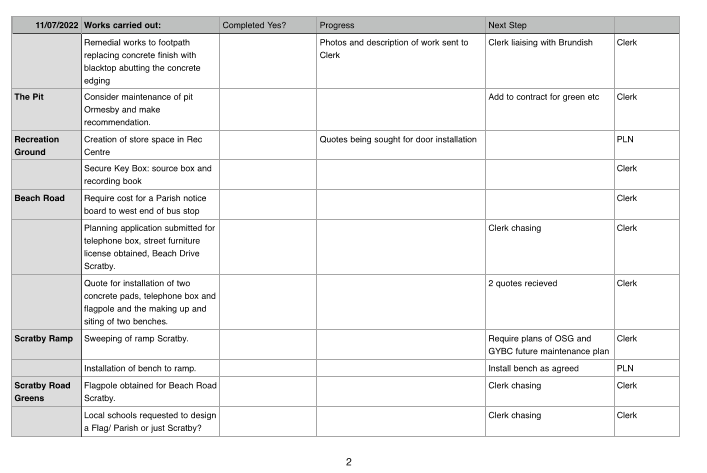 11/07/2022 Works carried out: Completed Yes? Progress Next Step
Remedial works to footpath Photos and description of work sent to Clerk liaising with Brundish Clerk
replacing concrete finish with Clerk
blacktop abutting the concrete
edging
The Pit Consider maintenance of pit Add to contract for green etc Clerk
Ormesby and make
recommendation.
Recreation Creation of store space in Rec Quotes being sought for door installation PLN
Ground Centre
Secure Key Box: source box and Clerk
recording book
Beach Road Require cost for a Parish notice Clerk
board to west end of bus stop
Planning application submitted for Clerk chasing Clerk
telephone box, street furniture
license obtained, Beach Drive
Scratby.
Quote for installation of two 2 quotes recieved Clerk
concrete pads, telephone box and
flagpole and the making up and
siting of two benches.
Scratby Ramp Sweeping of ramp Scratby. Require plans of OSG and Clerk
GYBC future maintenance plan
Installation of bench to ramp. Install bench as agreed PLN
Scratby Road Flagpole obtained for Beach Road Clerk chasing Clerk
Greens Scratby.
Local schools requested to design Clerk chasing Clerk
a Flag/ Parish or just Scratby?
2